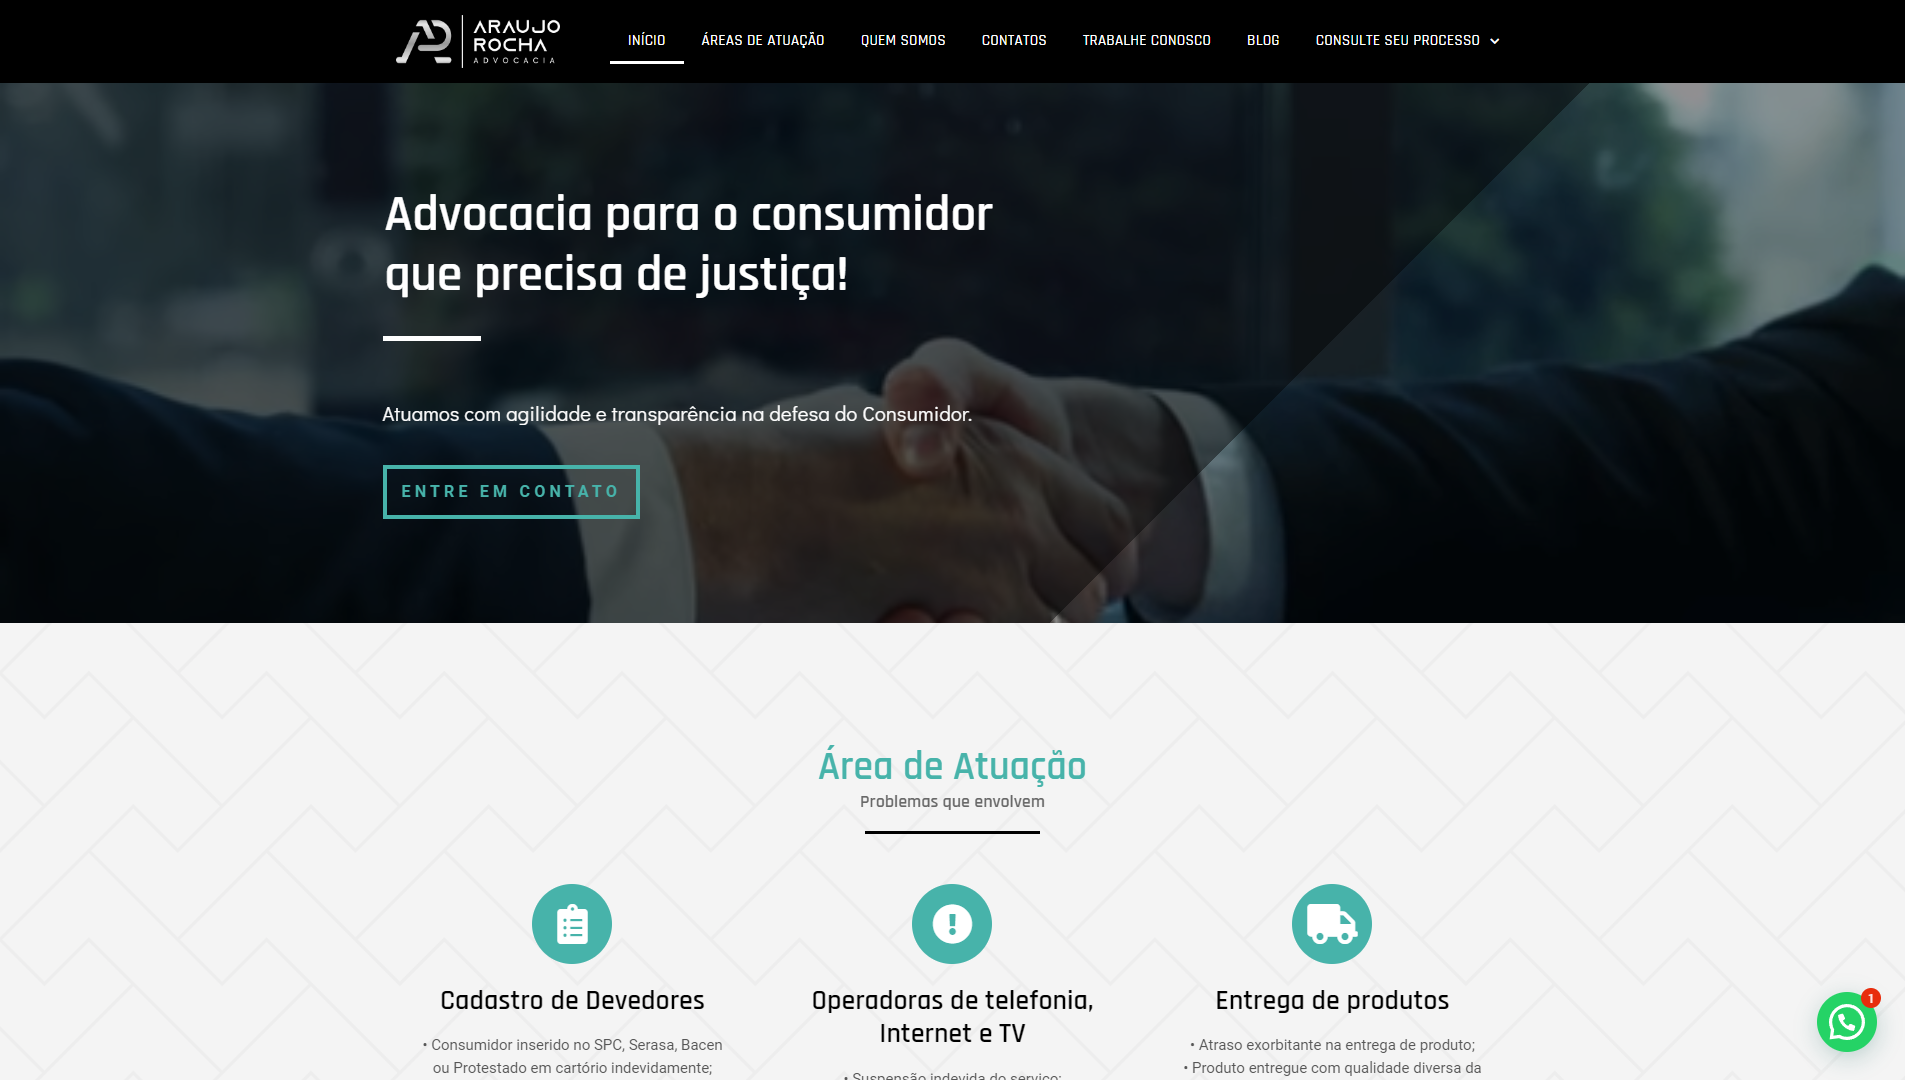 ARAUJO
ROCHA
ADVOCACIA
INÍCIO
ÁREAS DE ATUAÇÃO
QUEM SOMOS
CONTATOS
TRABALHE CONOSCO
BLOG
CONSULTE SEU PROCESSO
Advocacia para o consumidor
que precisa de justiça!
Atuamos com agilidade e transparência na defesa do Consumidor.
ENTRE EM CONTATO
Área de Atuação
Problemas que envolvem
Cadastro de Devedores
• Consumidor inserido no SPC, Serasa, Bacen
ou Protestado em cartório indevidamente;
Operadoras de telefonia,
Internet e TV
• Suspensão indevida do serviço;
Entrega de produtos
• Atraso exorbitante na entrega de produto;
• Produto entregue com qualidade diversa da
1